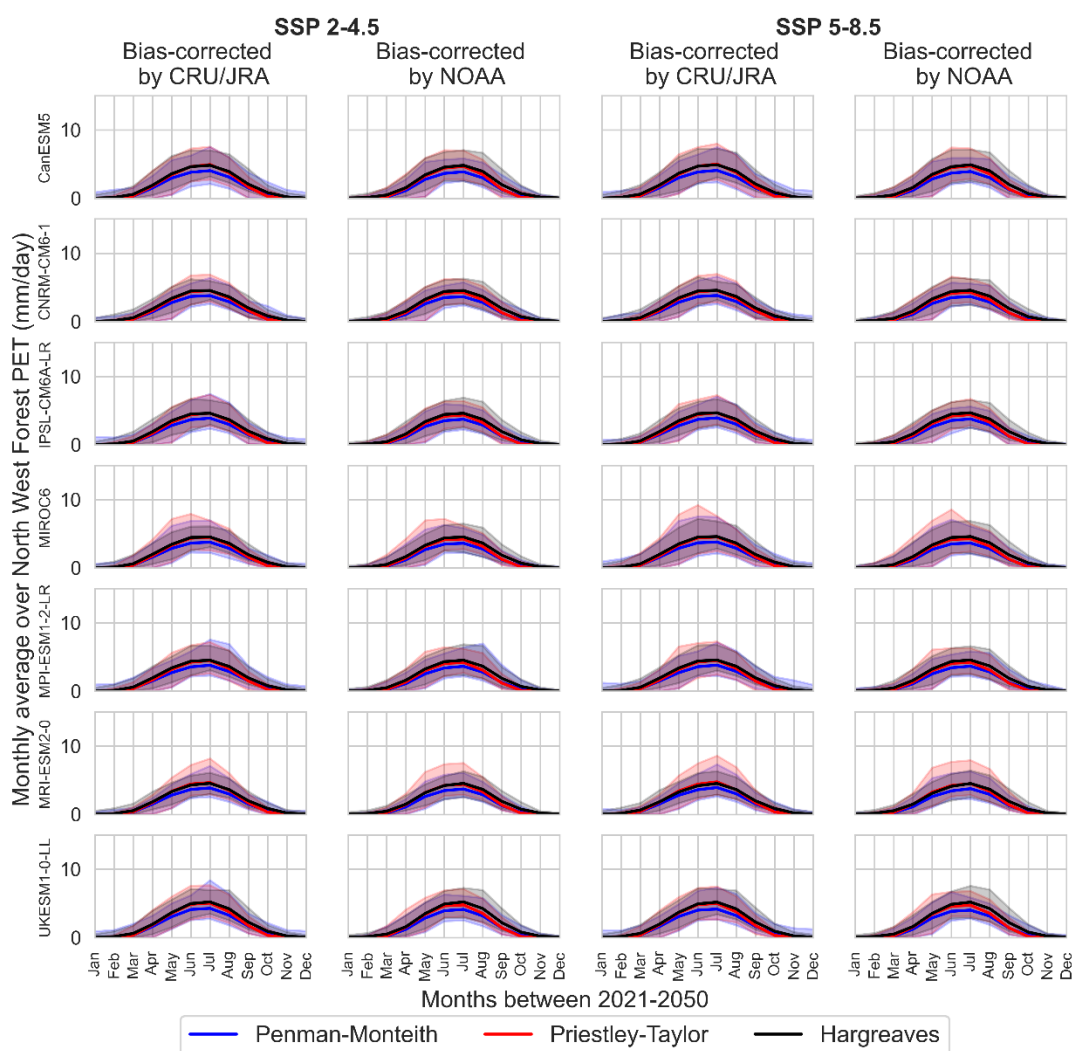 SSP 2-4.5 SSP 5-8.5
Bias-corrected by CRU/JRA
Bias-corrected by NOAA
Bias-corrected by CRU/JRA
Bias-corrected by NOAA
Monthly average over North West Forest PET (mm/day)
CanESM5
10
0
CNRM-CM6-1
10
0
IPSL-CM6A-LR
10
0
MIROC6
10
0
MPI-ESM1-2-LR
10
0
MRI-ESM2-0
10
0
UKESM1-0-LL
10
0
Jan Feb Mar Apr May Jun Jul Aug Sep Oct Nov Dec
Jan Feb Mar Apr May Jun Jul Aug Sep Oct Nov Dec
Jan Feb Mar Apr May Jun Jul Aug Sep Oct Nov Dec
Jan Feb Mar Apr May Jun Jul Aug Sep Oct Nov Dec
Months between 2021-2050
Penman-Monteith Priestley-Taylor Hargreaves